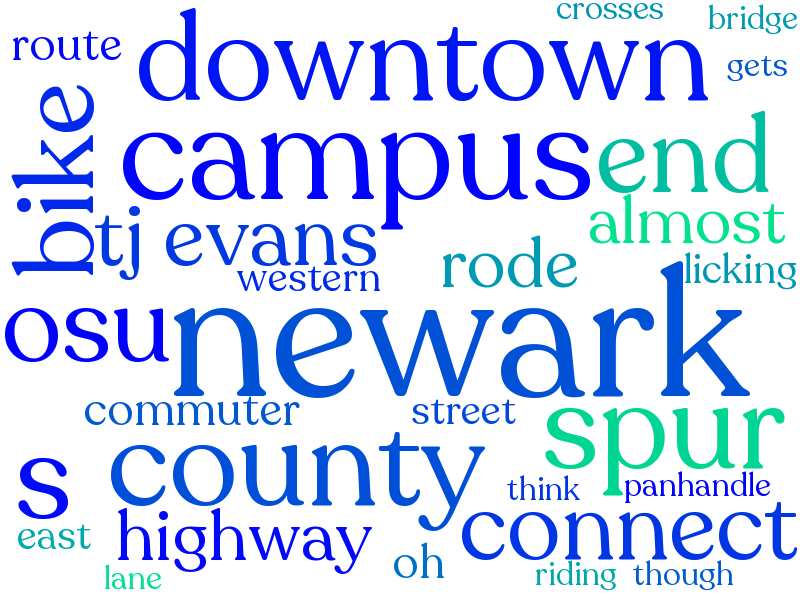 crosses
bridge
route
downtown
gets
bike
campus
end
tj evans
almost
western
rode
licking
osu
newark
commuter
street
spur
s
county
think
panhandle
east
highway
connect
oh
lane
riding
though